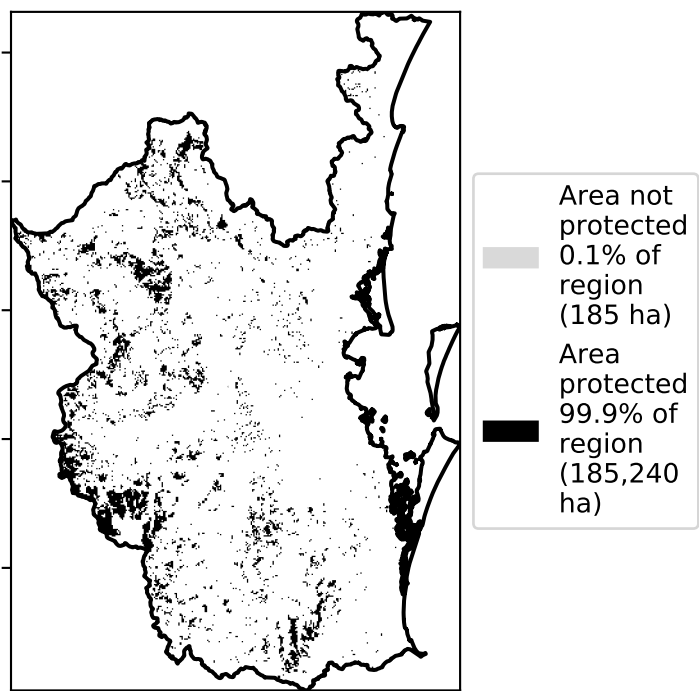 Area not
protected
0.1% of
region
(185 ha)
Area
protected
99.9% of
region
(185,240
ha)